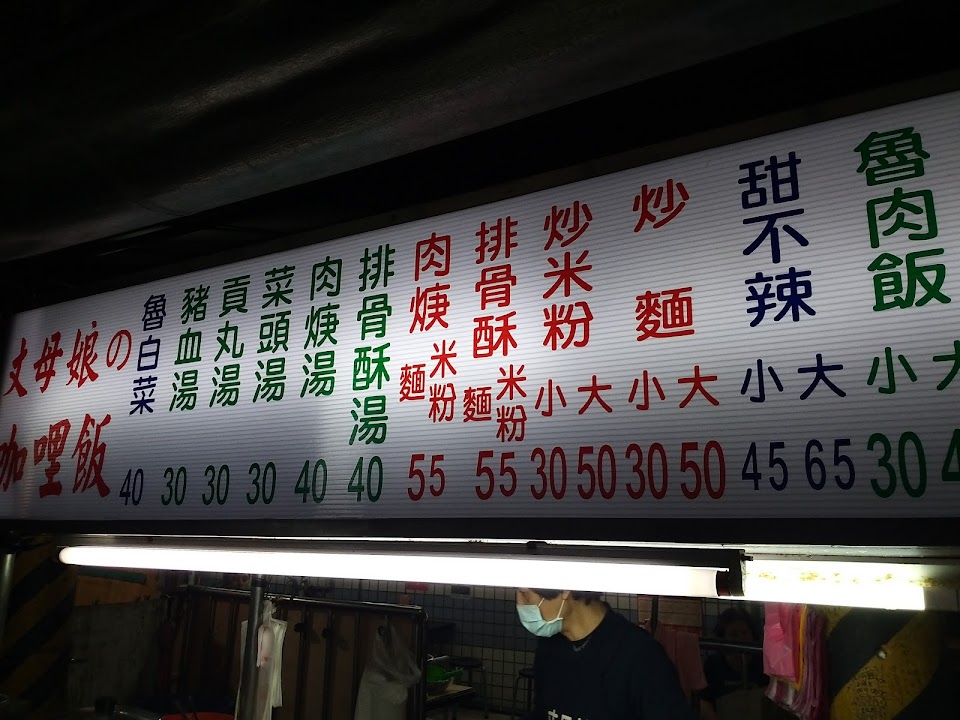 魯肉飯 小 30 大
甜不辣 小 45 大 65
炒麵 小 30 大 50
炒米粉 小 30 大 50
排骨酥 麵 米粉 55
肉焿 麵 米粉 55
排骨酥湯 40
肉焿湯 40
菜頭湯 30
貢丸湯 30
豬血湯 30
魯白菜 40
丈母娘の
咖哩飯